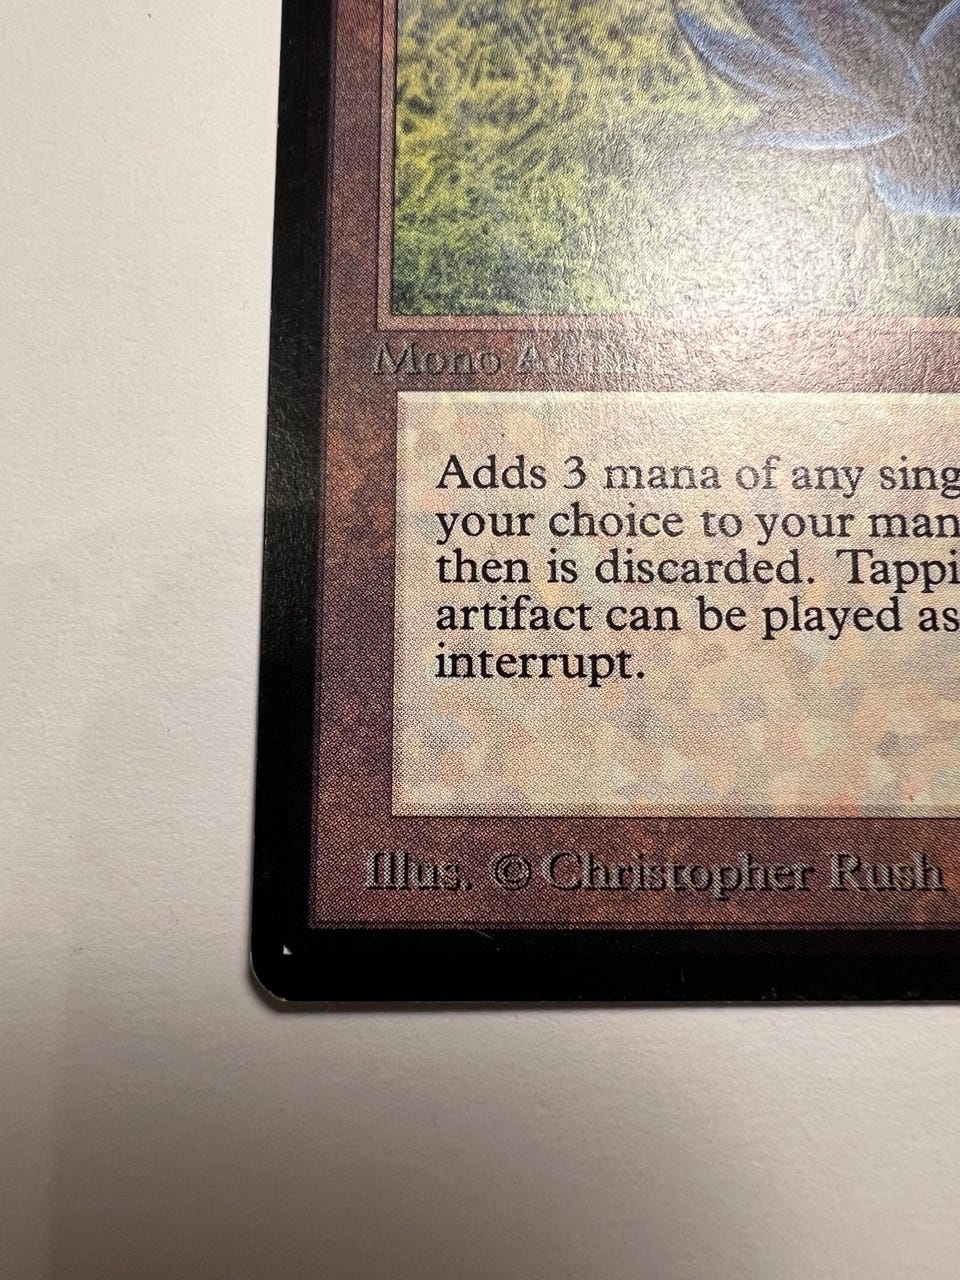 Mono Artifact
Adds 3 mana of any sing
your choice to your man
then is discarded. Tappi
artifact can be played as
interrupt.
Illus. © Christopher Rush